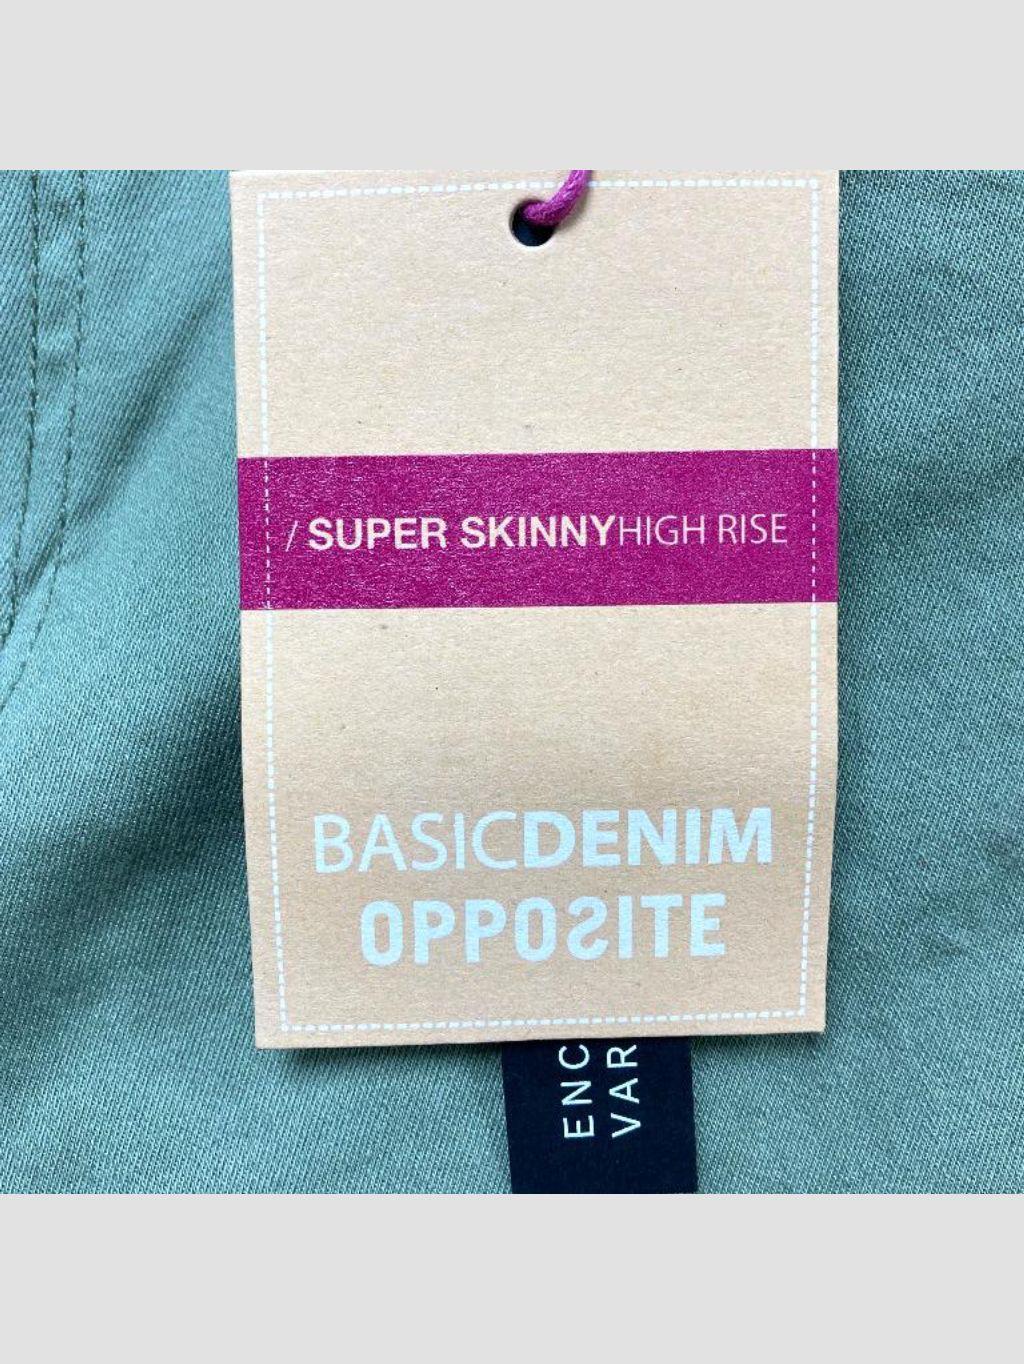 / SUPER SKINNYHIGH RISE
BASICDENIM
OPPOSITE
ENC
VAR